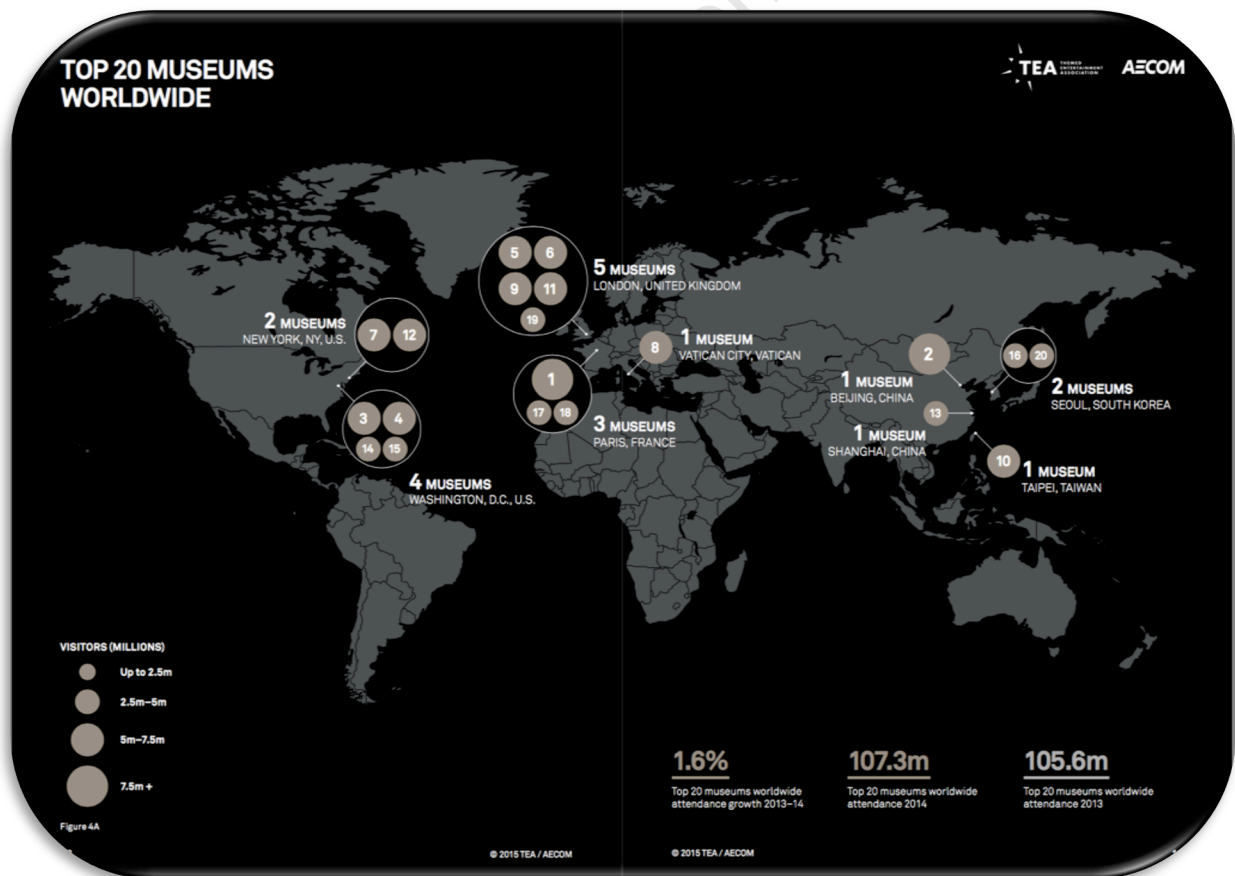 TOP 20 MUSEUMS
WORLDWIDE
TEA THEMED
ENTERTAINMENT
ASSOCIATION
AECOM
5 6
9 11
19
5 MUSEUMS
LONDON, UNITED KINGDOM
2 MUSEUMS
NEW YORK, NY, U.S.
7 12
8
1 MUSEUM
VATICAN CITY, VATICAN
2
1 MUSEUM
BEIJING, CHINA
16 20
2 MUSEUMS
SEOUL, SOUTH KOREA
1
17 18
3 MUSEUMS
PARIS, FRANCE
3 4
14 15
4 MUSEUMS
WASHINGTON, D.C., U.S.
13
1 MUSEUM
SHANGHAI, CHINA
10
1 MUSEUM
TAIPEI, TAIWAN
VISITORS (MILLIONS)
Up to 2.5m
2.5m–5m
5m–7.5m
7.5m +
Figure 4A
1.6%
Top 20 museums worldwide
attendance growth 2013–14
107.3m
Top 20 museums worldwide
attendance 2014
105.6m
Top 20 museums worldwide
attendance 2013
© 2015 TEA / AECOM
© 2015 TEA / AECOM